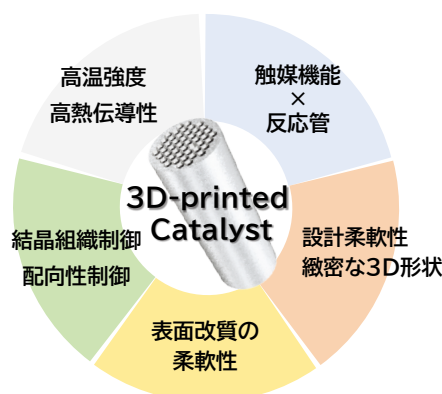 高温強度
高熱伝導性
触媒機能
×
反応管
3D-printed
Catalyst
結晶組織制御
配向性制御
設計柔軟性
緻密な3D形状
表面改質の
柔軟性